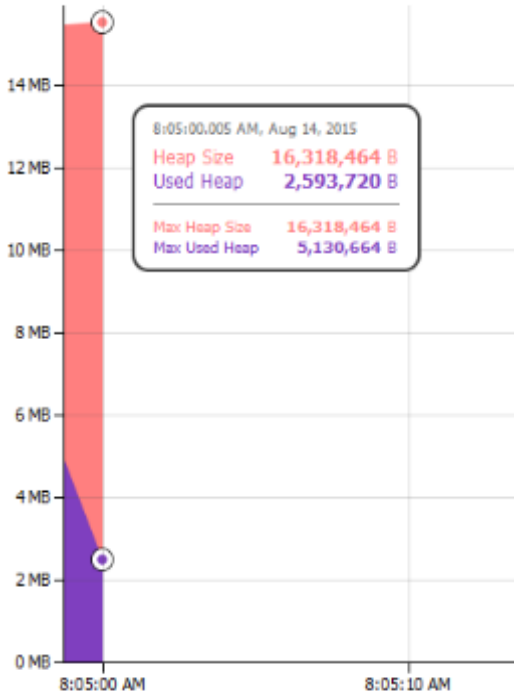 14 MB
12 MB
10 MB
8 MB
6 MB
4 MB
2 MB
0 MB
8:05:00.005 AM, Aug 14, 2015
Heap Size 16,318,464 B
Used Heap 2,593,720 B
Max Heap Size 16,318,464 B
Max Used Heap 5,130,664 B
8:05:00 AM 8:05:10 AM